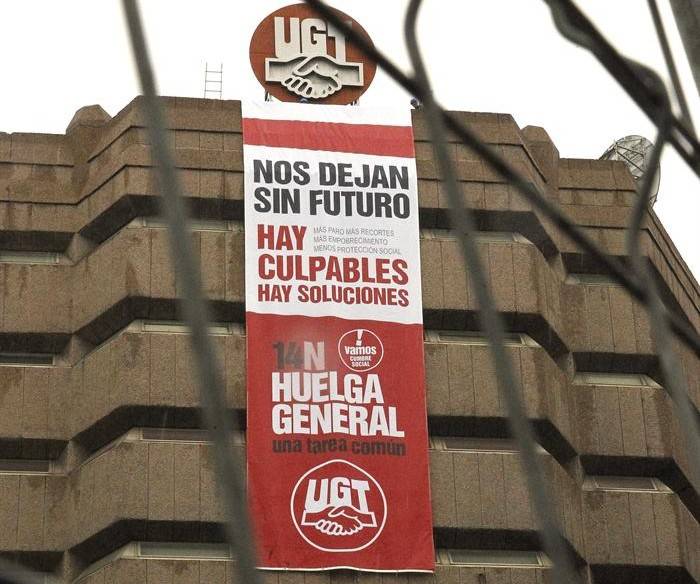 UGT
NOS DEJAN
SIN FUTURO
HAY
MÁS PARO MÁS RECORTES
MÁS EMPOBRECIMIENTO
MENOS PROTECCIÓN SOCIAL
CULPABLES
HAY SOLUCIONES
14N
¡vamos
CUMBRE
SOCIAL
HUELGA
GENERAL
una tarea común
UGT